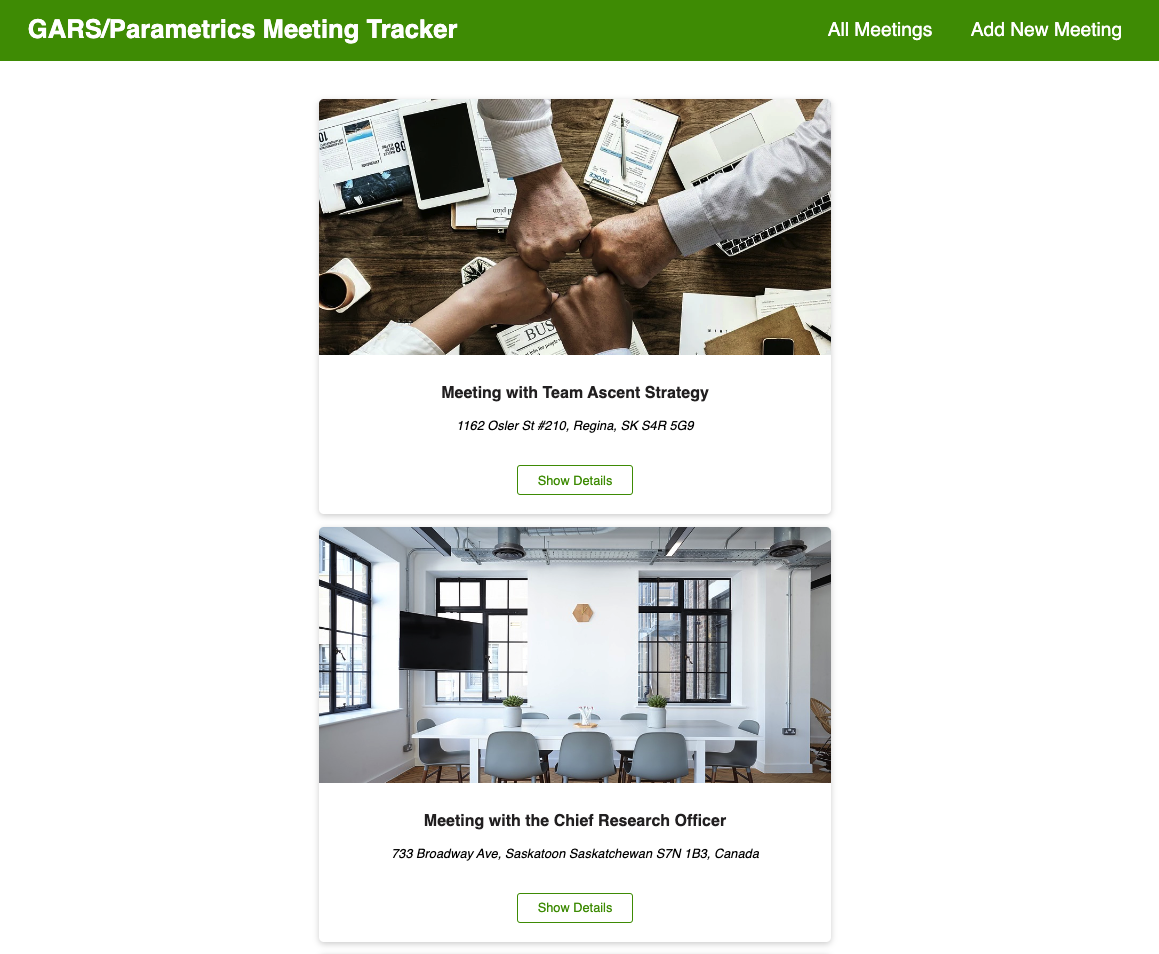 GARS/Parametrics Meeting Tracker
All Meetings
Add New Meeting
BUS
Meeting with Team Ascent Strategy
1162 Osler St #210, Regina, SK S4R 5G9
Show Details
Meeting with the Chief Research Officer
733 Broadway Ave, Saskatoon Saskatchewan S7N 1B3, Canada
Show Details